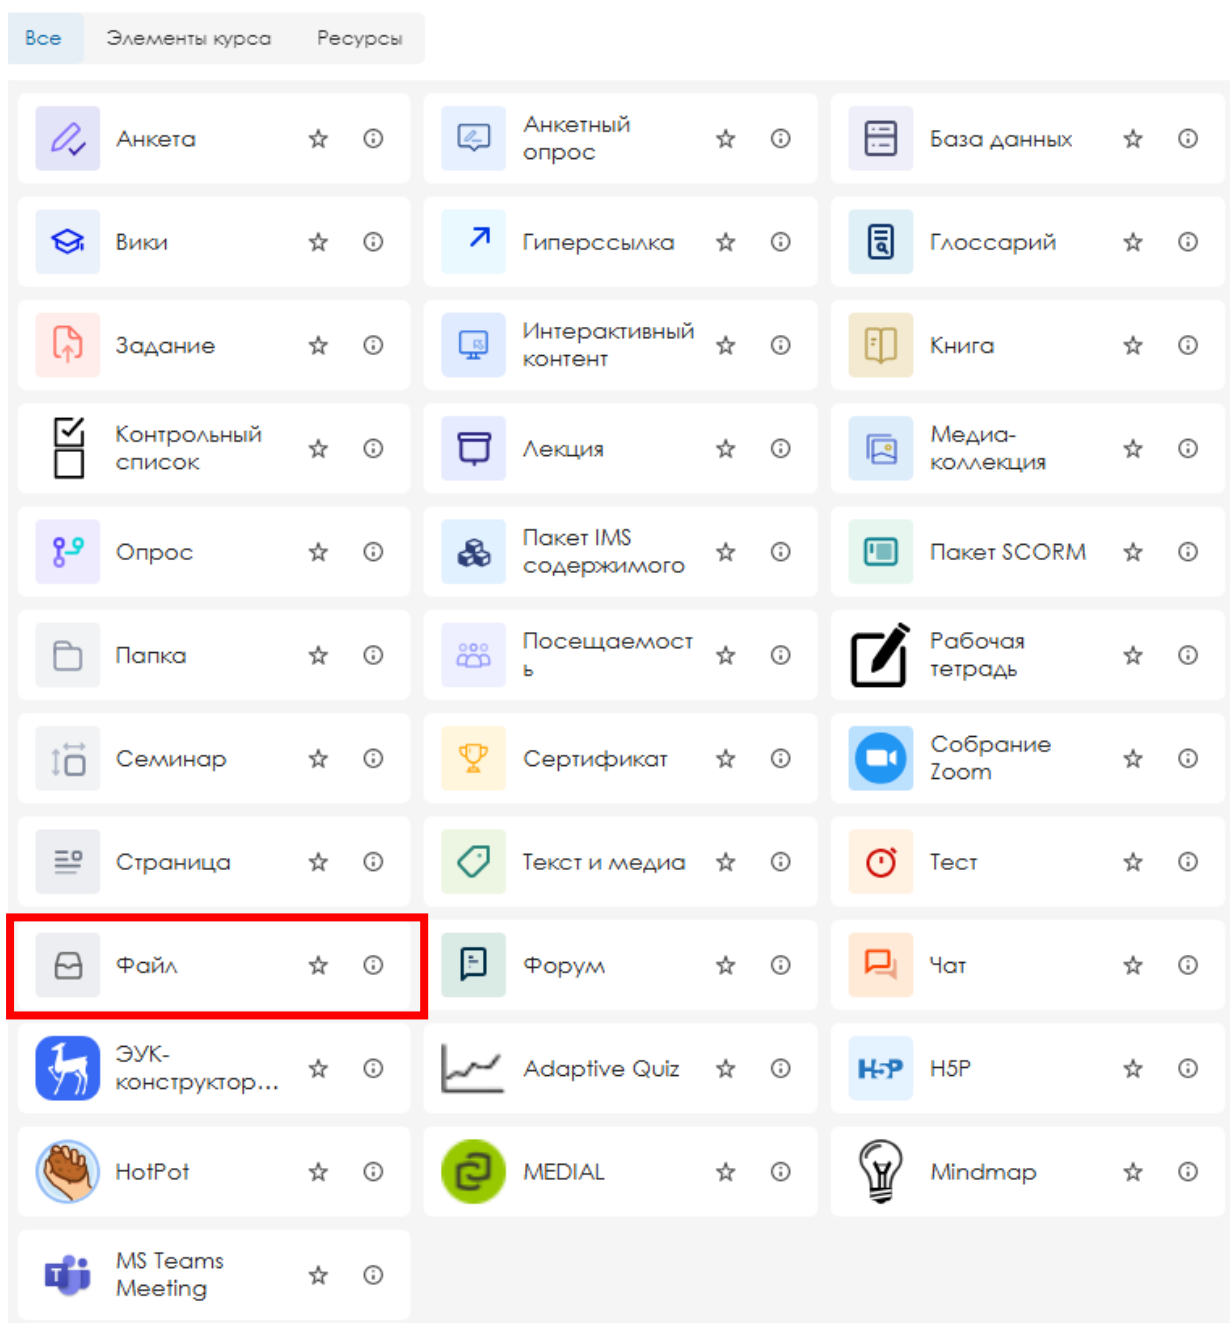 Все Элементы курса Ресурсы
Анкета
Анкетный
опрос
База данных
Вики
Гиперссылка
Глоссарий
Задание
Интерактивный
контент
Книга
Контрольный
список
Лекция
Медиа-
коллекция
Опрос
Пакет IMS
содержимого
Пакет SCORM
Папка
Посещаемост
ь
Рабочая
тетрадь
Семинар
Сертификат
Собрание
Zoom
Страница
Текст и медиа
Тест
Файл
Форум
Чат
ЭУК-
конструктор...
Adaptive Quiz
H5P
H5P
HotPot
MEDIAL
Mindmap
T
MS Teams
Meeting